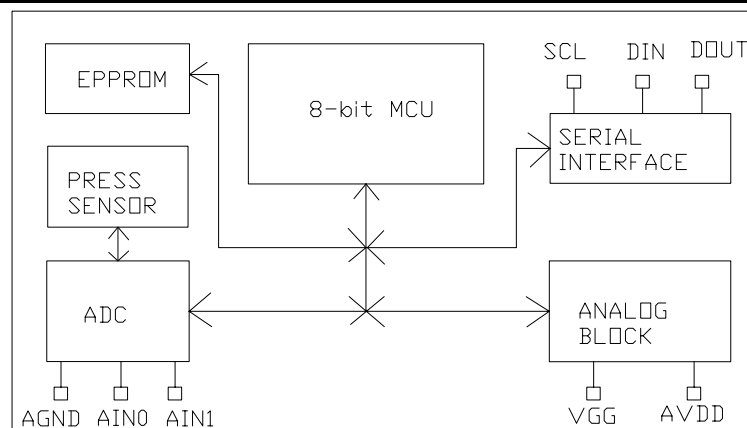 SCL DIN DOUT
EPPROM
8-bit MCU
SERIAL
INTERFACE
PRESS
SENSOR
ADC
ANALOG
BLOCK
AGND AIN0 AIN1
VGG AVDD